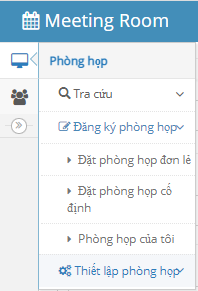 Meeting Room
Phòng họp
Tra cứu
Đăng ký phòng họp
Đặt phòng họp đơn lẻ
Đặt phòng họp cố
định
Phòng họp của tôi
Thiết lập phòng họp